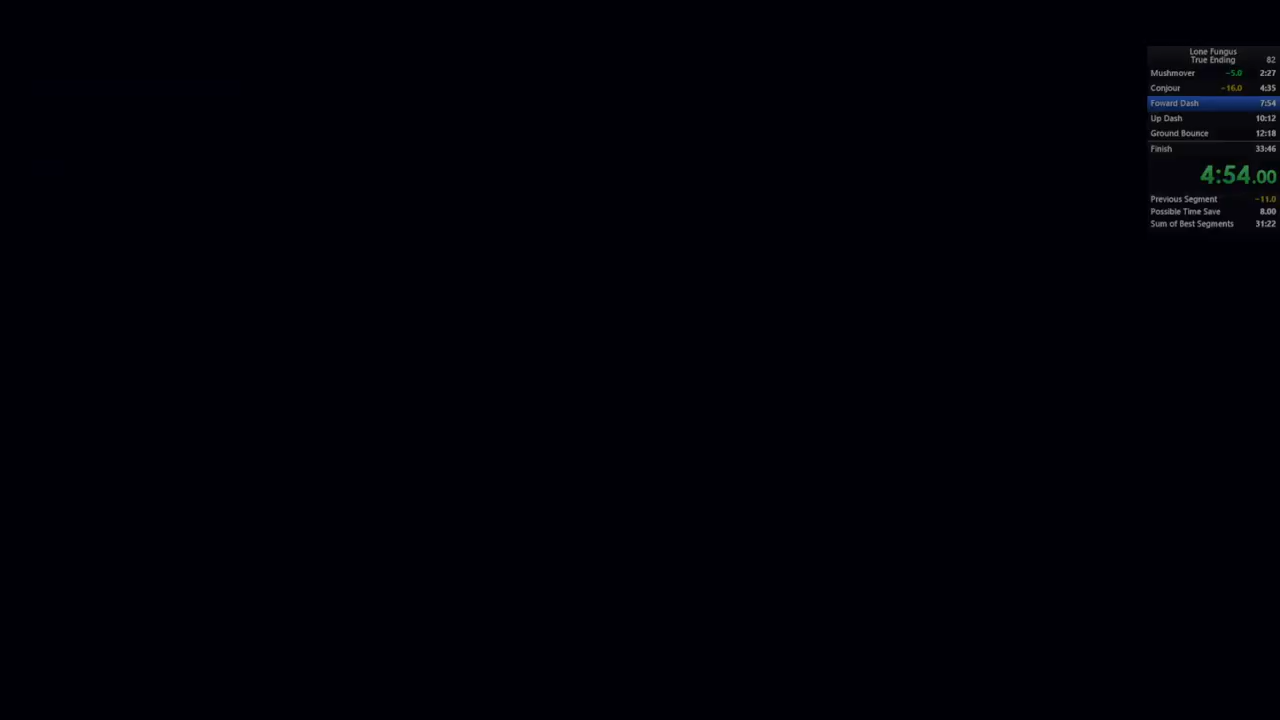 Lone Fungus
True Ending 82
Mushmover -5.0 2:27
Conjour -16.0 4:35
Foward Dash 7:54
Up Dash 10:12
Ground Bounce 12:18
Finish 33:46
4:54.00
Previous Segment -11.0
Possible Time Save 8.00
Sum of Best Segments 31:22